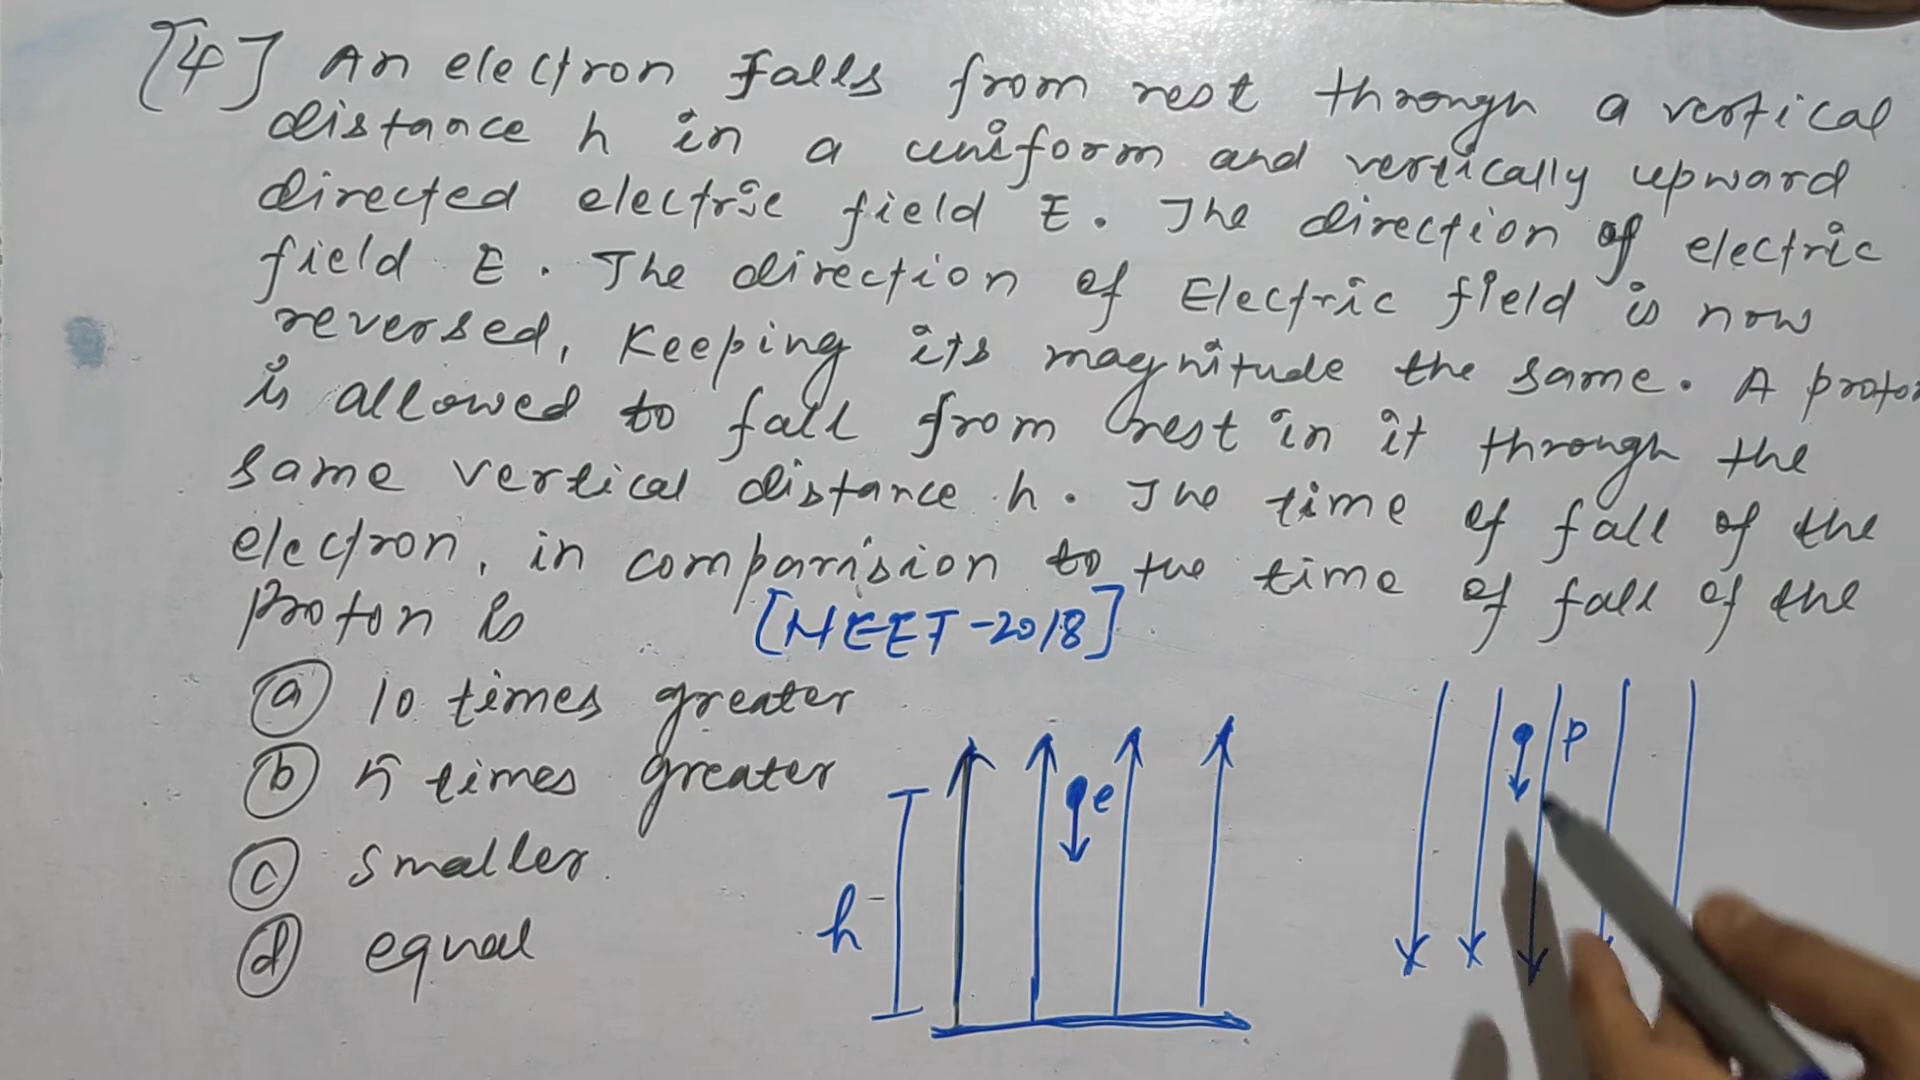 [4] An electron falls from rest through a vertical
distance h in a uniform and vertically upward
directed electric field E. The direction of electric
field E. The direction of Electric field is now
reversed, Keeping its magnitude the same. A proton
is allowed to fall from rest in it through the
same vertical distance h. The time of fall of the
electron, in comparision to the time of fall of the
proton is [NEET-2018]
(a) 10 times greater
(b) 5 times greater
(c) smaller.
(d) equal
e
p
h